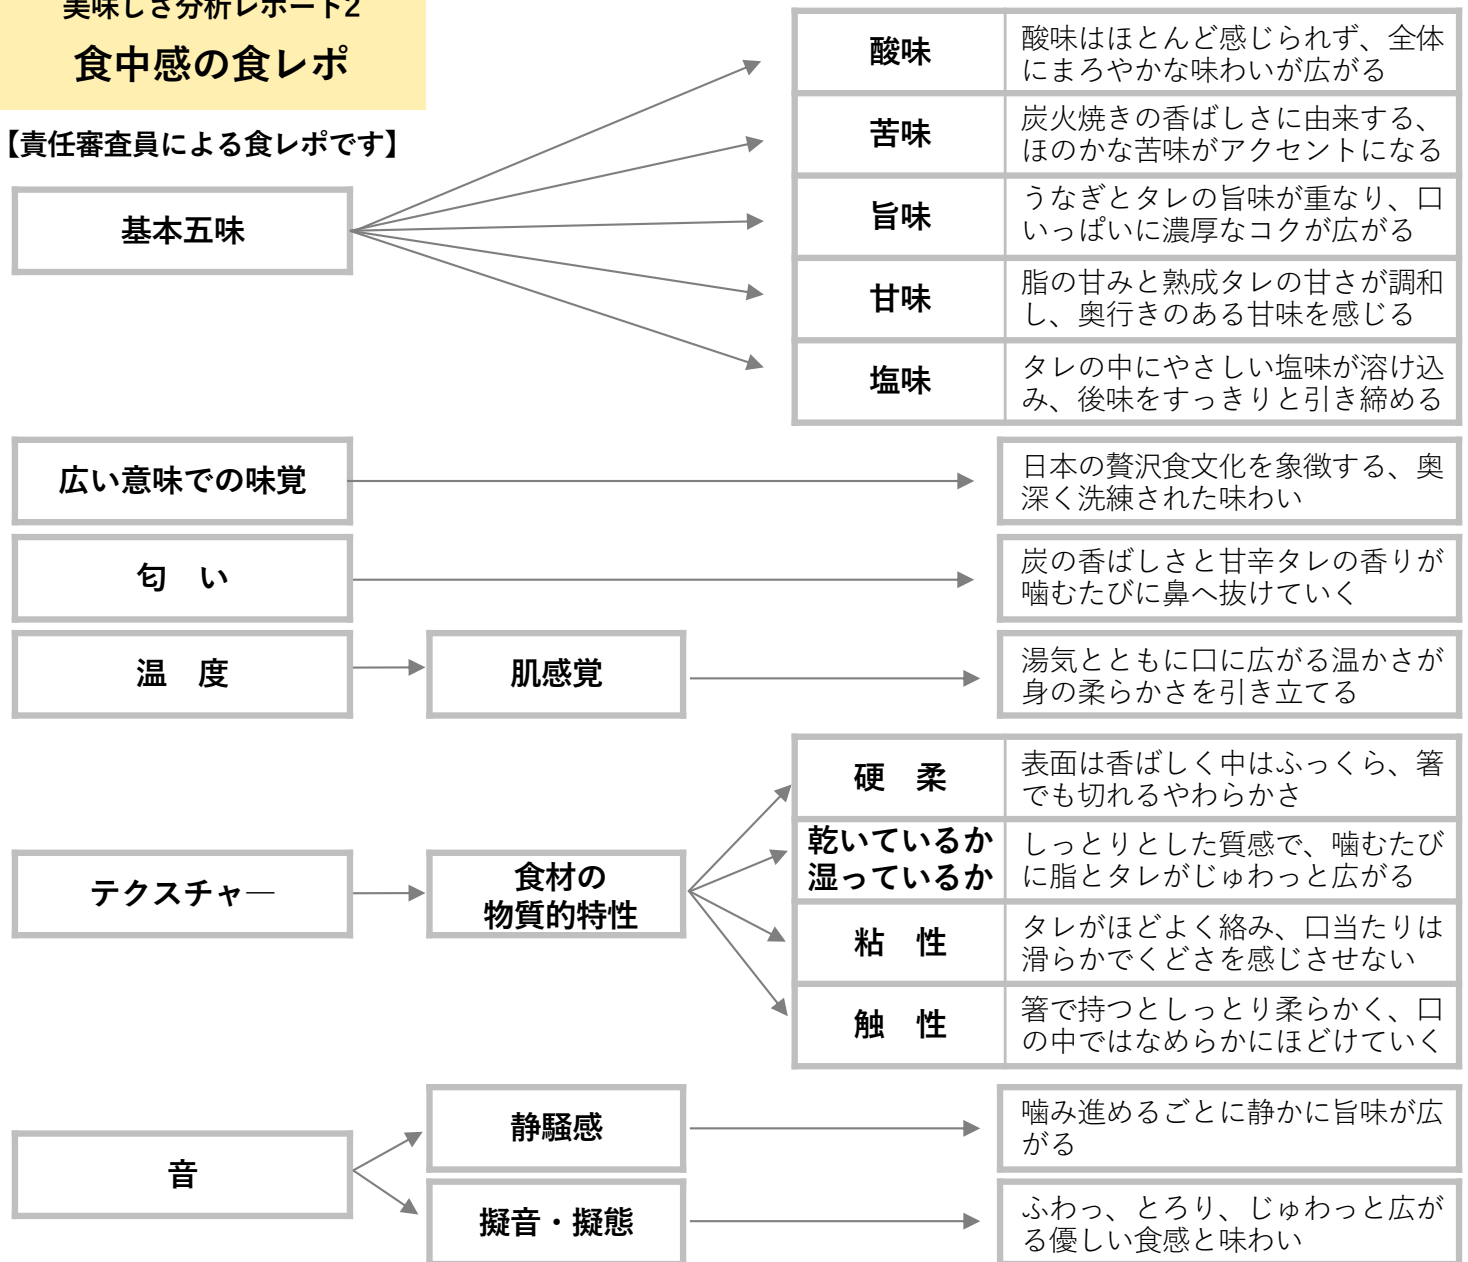 美味しさ分析レポート2
食中感の食レポ
【責任審査員による食レポです】
基本五味
酸味
酸味はほとんど感じられず、全体
にまろやかな味わいが広がる
苦味
炭火焼きの香ばしさに由来する、
ほのかな苦味がアクセントになる
旨味
うなぎとタレの旨味が重なり、口
いっぱいに濃厚なコクが広がる
甘味
脂の甘みと熟成タレの甘さが調和
し、奥行きのある甘味を感じる
塩味
タレの中にやさしい塩味が溶け込
み、後味をすっきりと引き締める
広い意味での味覚
日本の贅沢食文化を象徴する、奥
深く洗練された味わい
匂　い
炭の香ばしさと甘辛タレの香りが
噛むたびに鼻へ抜けていく
温　度
肌感覚
湯気とともに口に広がる温かさが
身の柔らかさを引き立てる
テクスチャ―
食材の
物質的特性
硬　柔
表面は香ばしく中はふっくら、箸
でも切れるやわらかさ
乾いているか
湿っているか
しっとりとした質感で、噛むたび
に脂とタレがじゅわっと広がる
粘　性
タレがほどよく絡み、口当たりは
滑らかでくどさを感じさせない
触　性
箸で持つとしっとり柔らかく、口
の中ではなめらかにほどけていく
音
静騒感
噛み進めるごとに静かに旨味が広
がる
擬音・擬態
ふわっ、とろり、じゅわっと広が
る優しい食感と味わい